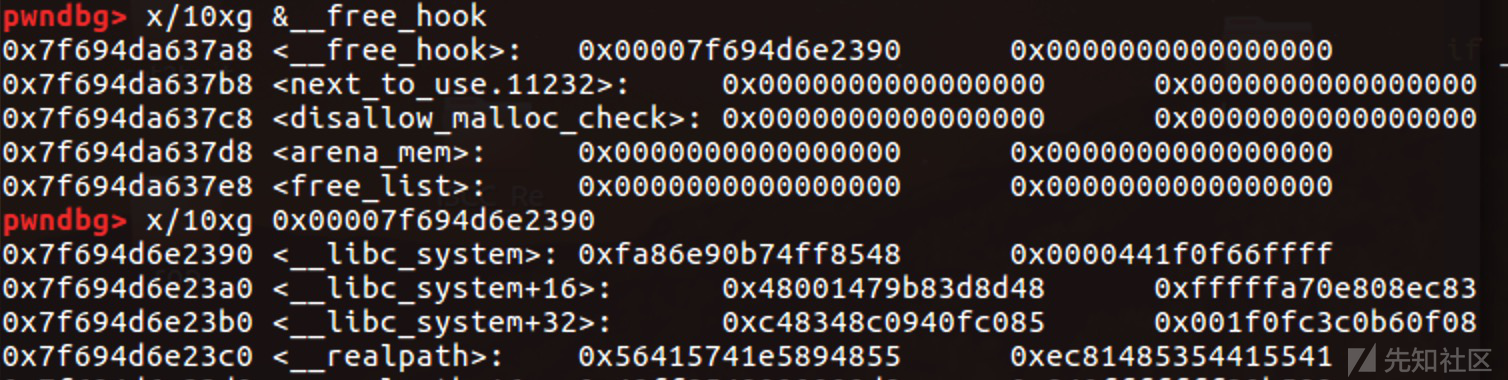 pwndbg> x/10xg &__free_hook
0x7f694da637a8 <__free_hook>: 0x00007f694d6e2390 0x0000000000000000
0x7f694da637b8 <next_to_use.11232>: 0x0000000000000000 0x0000000000000000
0x7f694da637c8 <disallow_malloc_check>: 0x0000000000000000 0x0000000000000000
0x7f694da637d8 <arena_mem>: 0x0000000000000000 0x0000000000000000
0x7f694da637e8 <free_list>: 0x0000000000000000 0x0000000000000000
pwndbg> x/10xg 0x00007f694d6e2390
0x7f694d6e2390 <__libc_system>: 0xfa86e90b74ff8548 0x0000441f0f66ffff
0x7f694d6e23a0 <__libc_system+16>: 0x48001479b83d8d48 0xfffffa70e808ec83
0x7f694d6e23b0 <__libc_system+32>: 0xc48348c0940fc085 0x001f0fc3c0b60f08
0x7f694d6e23c0 <__realpath>: 0x56415741e5894855 0xec81485354415541
先知社区